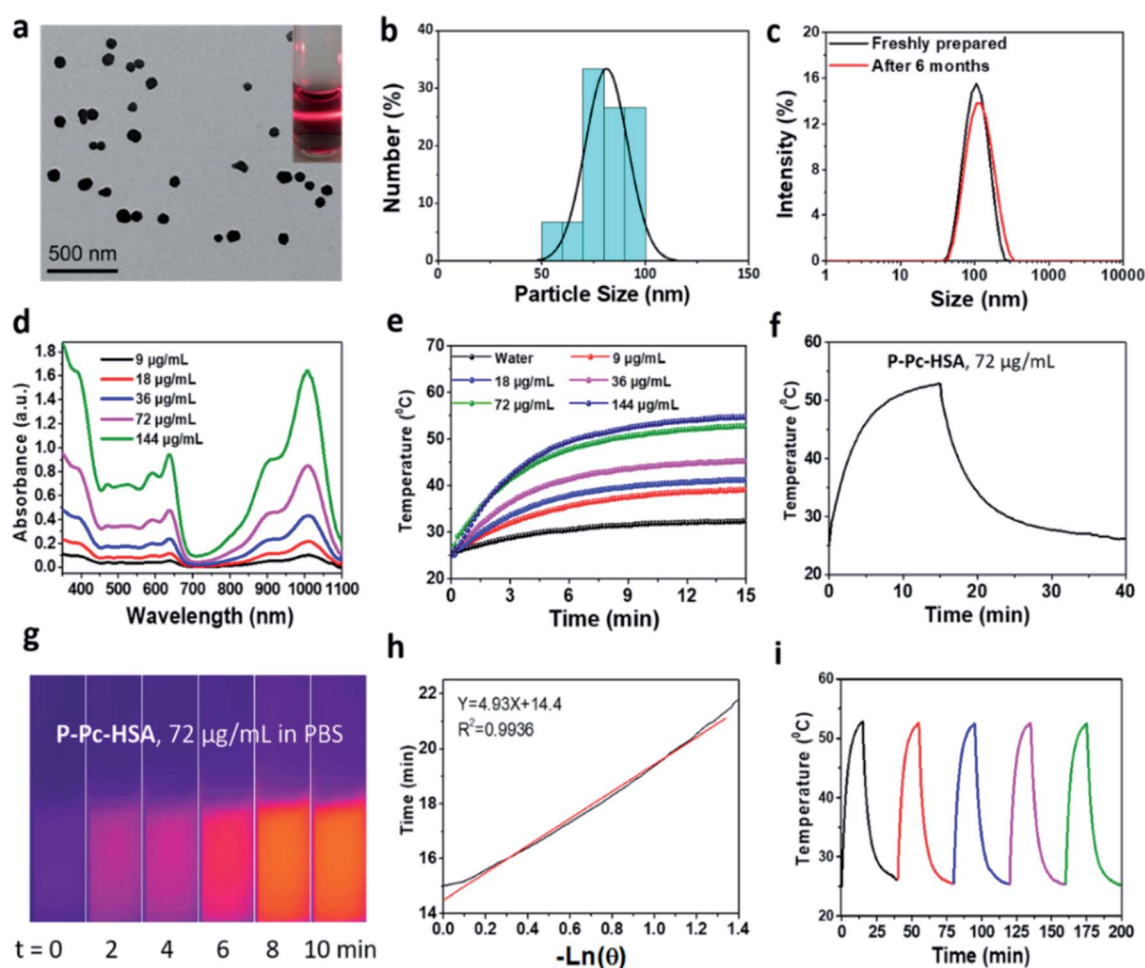 a
500 nm
b
Number (%)
40
30
20
10
0
0
50
100
150
Particle Size (nm)
c
Intensity (%)
20
16
12
8
4
0
Freshly prepared
After 6 months
1
10
100
1000
10000
Size (nm)
d
Absorbance (a.u.)
1.8
1.6
1.4
1.2
1.0
0.8
0.6
0.4
0.2
0.0
9 µg/mL
18 µg/mL
36 µg/mL
72 µg/mL
144 µg/mL
400 500 600 700 800 900 1000 1100
Wavelength (nm)
e
Temperature (⁰C)
70
60
50
40
30
20
Water
9 µg/mL
18 µg/mL
36 µg/mL
72 µg/mL
144 µg/mL
0 3 6 9 12 15
Time (min)
f
Temperature (⁰C)
60
50
40
30
20
P-Pc-HSA, 72 µg/mL
0 10 20 30 40
Time (min)
g
P-Pc-HSA, 72 µg/mL in PBS
t = 0 2 4 6 8 10 min
h
Time (min)
22
20
18
16
14
Y=4.93X+14.4
R²=0.9936
0.0 0.2 0.4 0.6 0.8 1.0 1.2 1.4
-Ln(θ)
i
Temperature (⁰C)
60
50
40
30
20
0 25 50 75 100 125 150 175 200
Time (min)